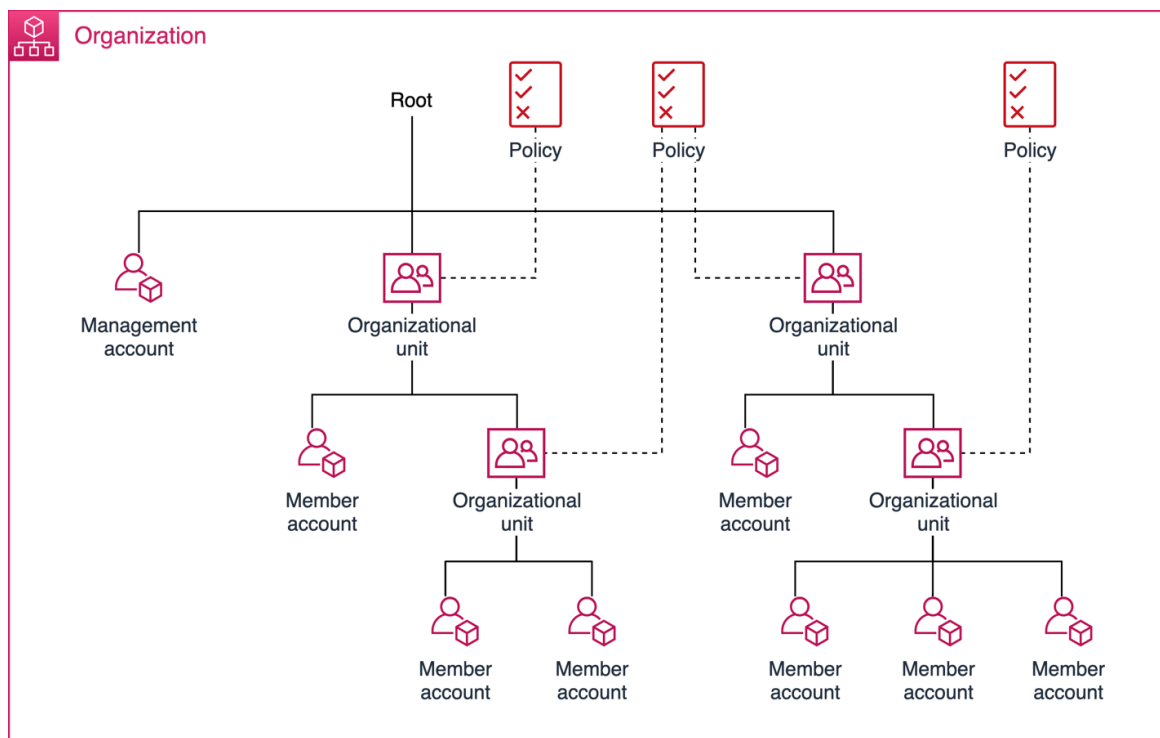 Organization
Root
Policy
Policy
Policy
Management
account
Organizational
unit
Organizational
unit
Member
account
Organizational
unit
Member
account
Organizational
unit
Member
account
Member
account
Member
account
Member
account
Member
account